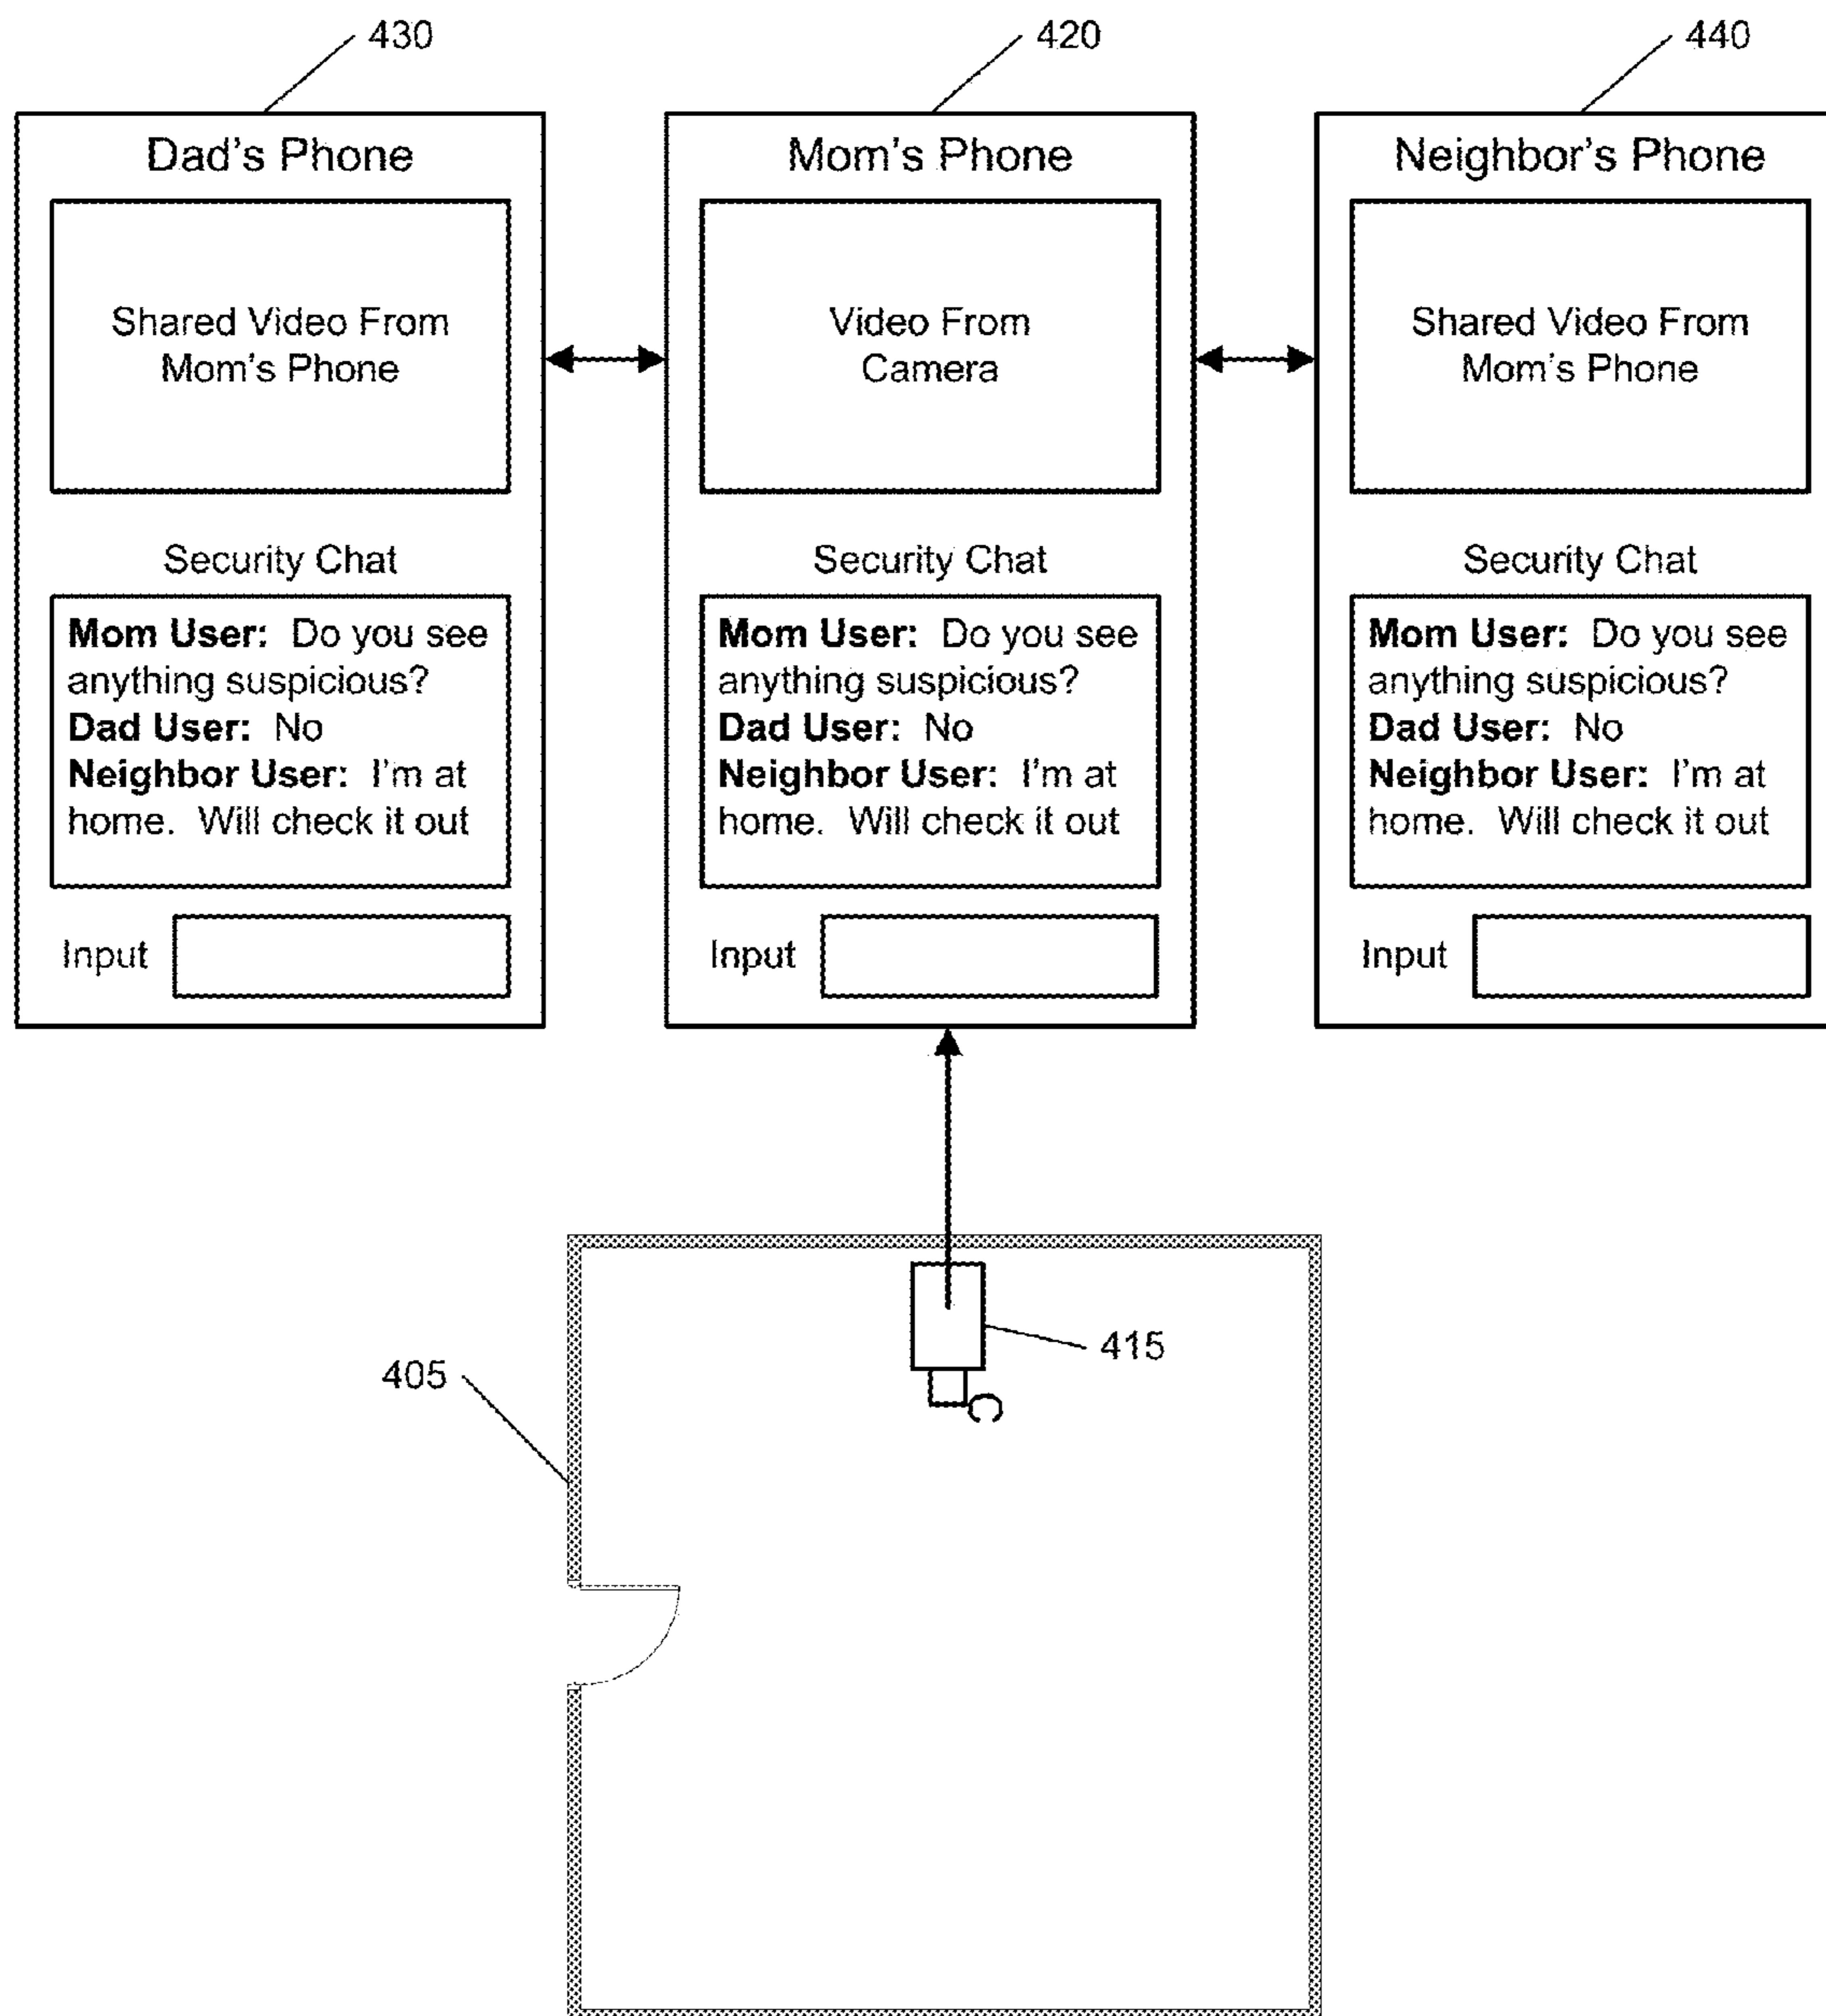 430
420
440
Dad's Phone
Shared Video From
Mom's Phone
Security Chat
Mom User: Do you see
anything suspicious?
Dad User: No
Neighbor User: I'm at
home. Will check it out
Input
Mom's Phone
Video From
Camera
Security Chat
Mom User: Do you see
anything suspicious?
Dad User: No
Neighbor User: I'm at
home. Will check it out
Input
Neighbor's Phone
Shared Video From
Mom's Phone
Security Chat
Mom User: Do you see
anything suspicious?
Dad User: No
Neighbor User: I'm at
home. Will check it out
Input
415
405